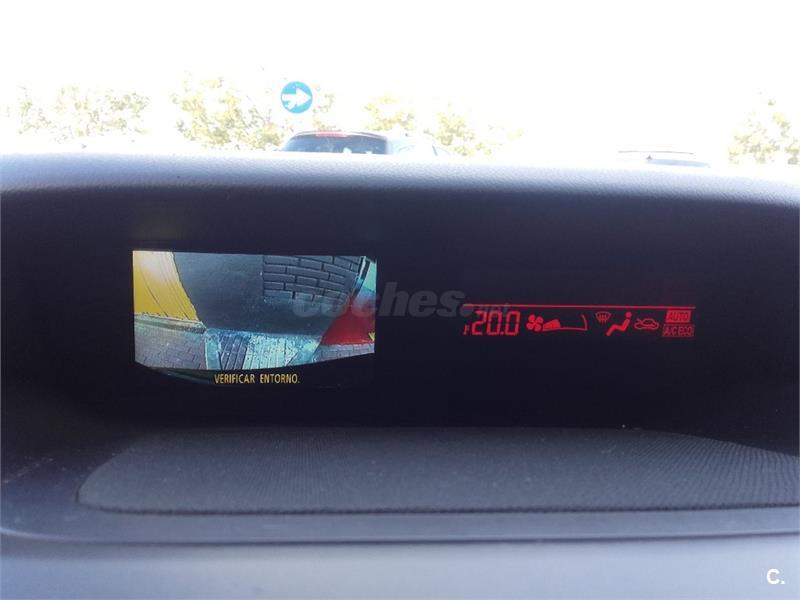 coches.net
VERIFICAR ENTORNO.
F 20.0
AUTO
A/C ECO
C.